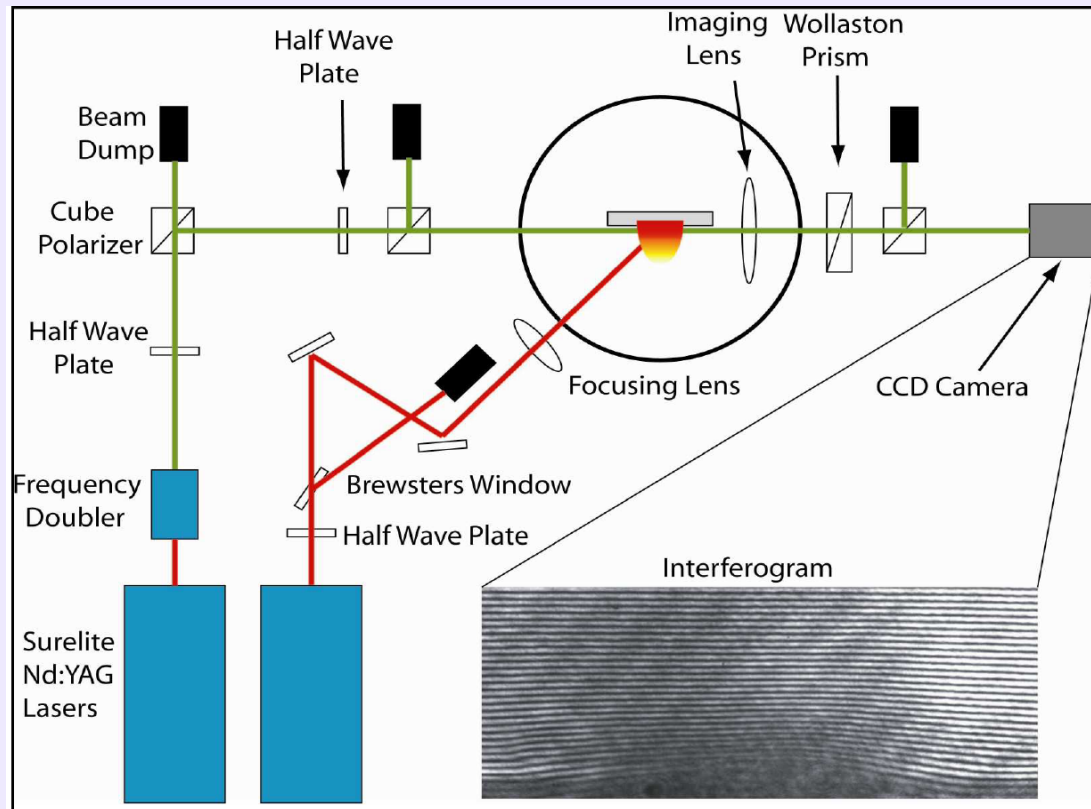 Half Wave
Plate
Imaging
Lens
Wollaston
Prism
Beam
Dump
Cube
Polarizer
Half Wave
Plate
Focusing Lens
CCD Camera
Frequency
Doubler
Brewsters Window
Half Wave Plate
Interferogram
Surelite
Nd:YAG
Lasers